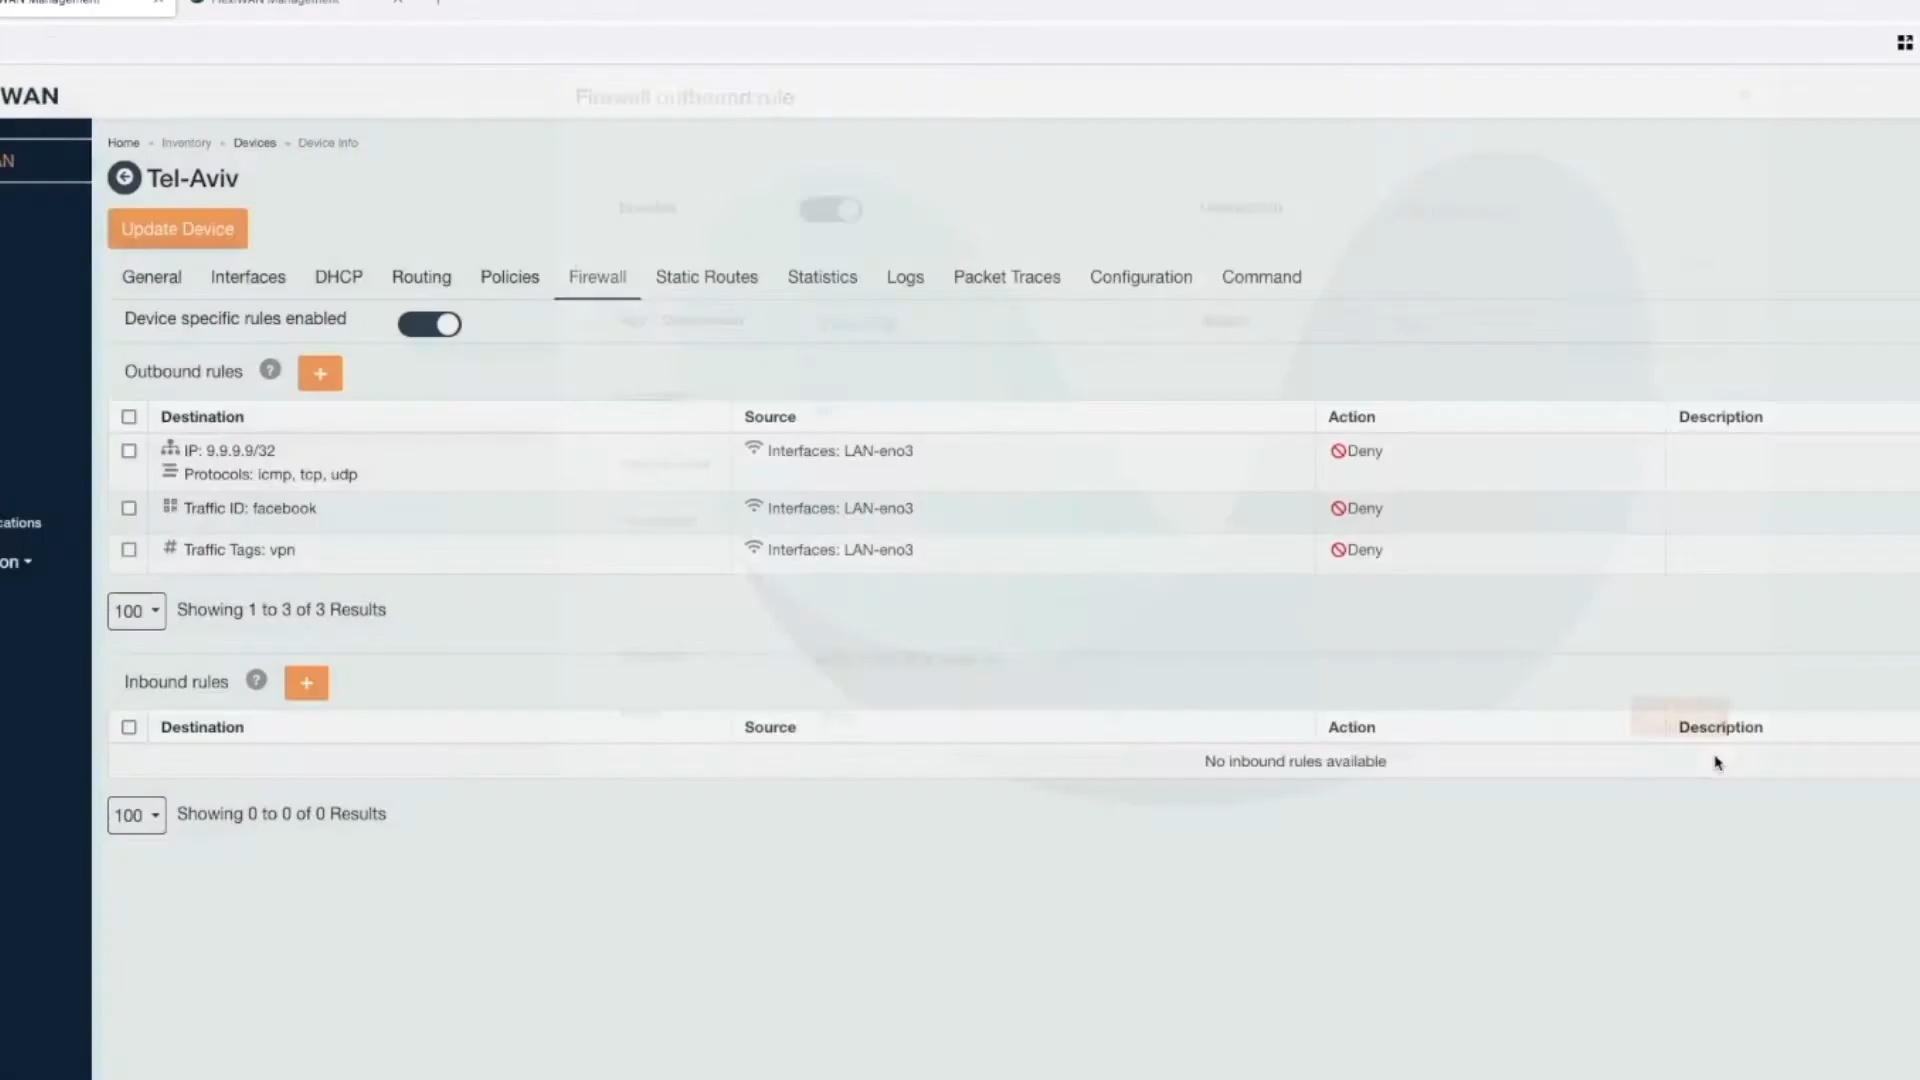 WAN
Home - Inventory - Devices - Device Info
AN
Tel-Aviv
Update Device
General Interfaces DHCP Routing Policies Firewall Static Routes Statistics Logs Packet Traces Configuration Command
Device specific rules enabled
Outbound rules ? +
Destination Source Action Description
IP: 9.9.9.9/32 Interfaces: LAN-eno3 Deny
Protocols: icmp, tcp, udp
Traffic ID: facebook Interfaces: LAN-eno3 Deny
cations
# Traffic Tags: vpn Interfaces: LAN-eno3 Deny
on
100 Showing 1 to 3 of 3 Results
Inbound rules ? +
Destination Source Action Description
No inbound rules available
100 Showing 0 to 0 of 0 Results